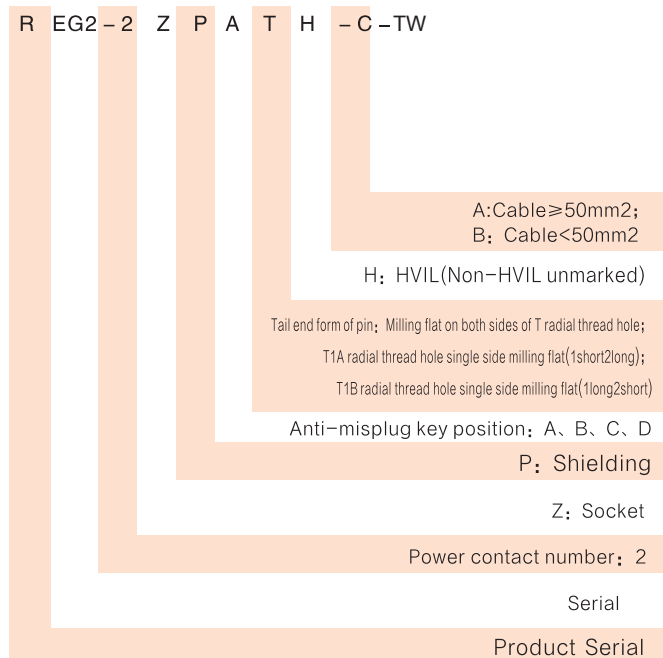 R EG2-2 Z P A T H -C-TW
A:Cable≥50mm2;
B: Cable<50mm2
H: HVIL(Non-HVIL unmarked)
Tail end form of pin: Milling flat on both sides of T radial thread hole;
T1A radial thread hole single side milling flat(1short2long);
T1B radial thread hole single side milling flat(1long2short)
Anti-misplug key position: A、B、C、D
P: Shielding
Z: Socket
Power contact number: 2
Serial
Product Serial